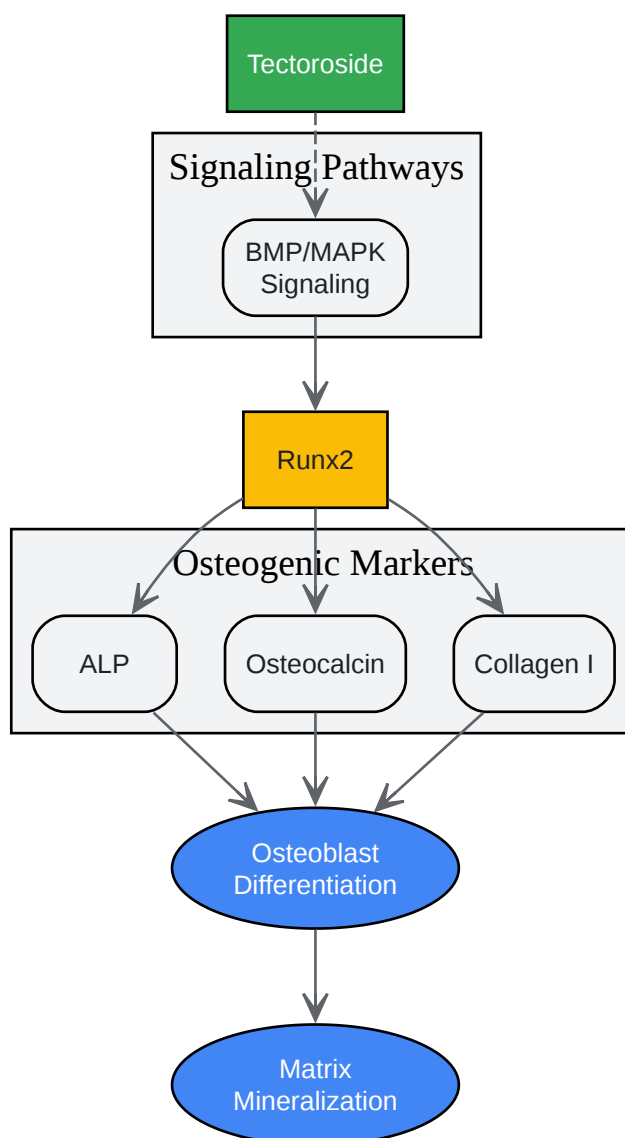 Tectoroside
Signaling Pathways
BMP/MAPK
Signaling
Runx2
Osteogenic Markers
ALP
Osteocalcin
Collagen I
Osteoblast
Differentiation
Matrix
Mineralization